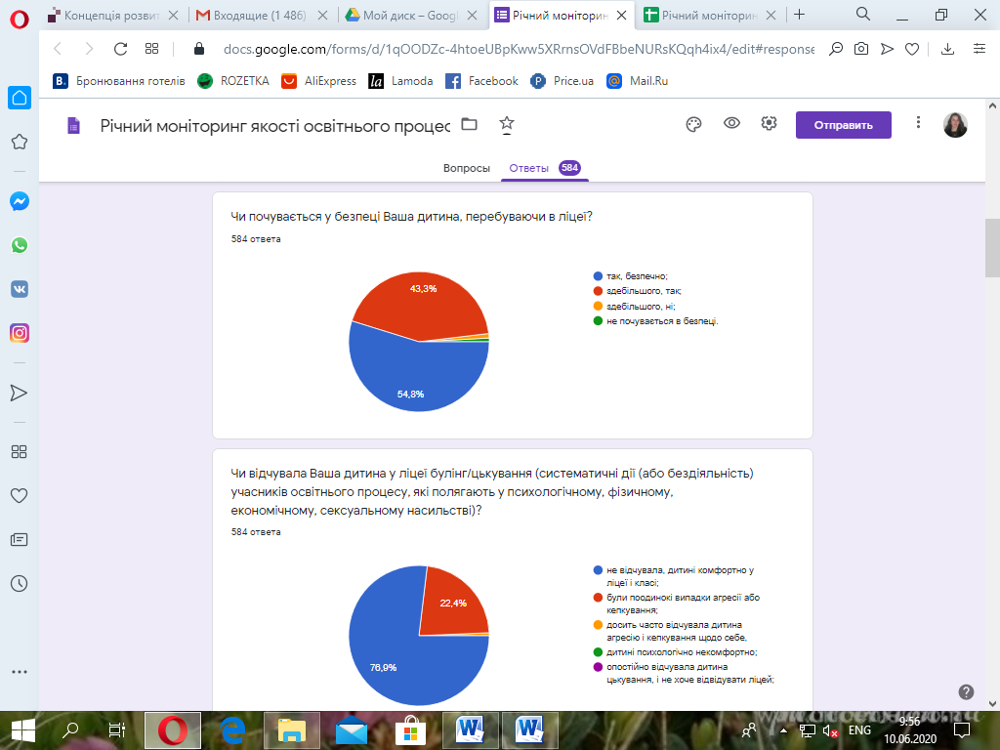 Концепція розвит
Входящие (1 486)
Мой диск – Googl
Річний моніторин
Річний моніторин
docs.google.com/forms/d/1qOODZc-4htoeUBpKww5XRrnsOVdFBbeNURsKQqh4ix4/edit#response
B. Бронювання готелів
ROZETKA
AliExpress
la Lamoda
Facebook
P Price.ua
@ Mail.Ru
Річний моніторинг якості освітнього процес
Отправить
Вопросы
Ответы 584
Чи почувається у безпеці Ваша дитина, перебуваючи в ліцеї?
584 ответа
43,3%
54,8%
так, безпечно;
здебільшого, так;
здебільшого, ні;
не почувається в безпеці.
Чи відчувала Ваша дитина у ліцеї булінг/цькування (систематичні дії (або бездіяльність)
учасників освітнього процесу, які полягають у психологічному, фізичному,
економічному, сексуальному насильстві)?
584 ответа
22,4%
76,9%
не відчувала, дитині комфортно у
ліцеї і класі;
були поодинокі випадки агресії або
кепкування;
досить часто відчувала дитина
агресію і кепкування щодо себе,
дитині психологічно некомфортно;
опостійно відчувала дитина
цькування, і не хоче відвідувати ліцей;
ENG
9:56
10.06.2020